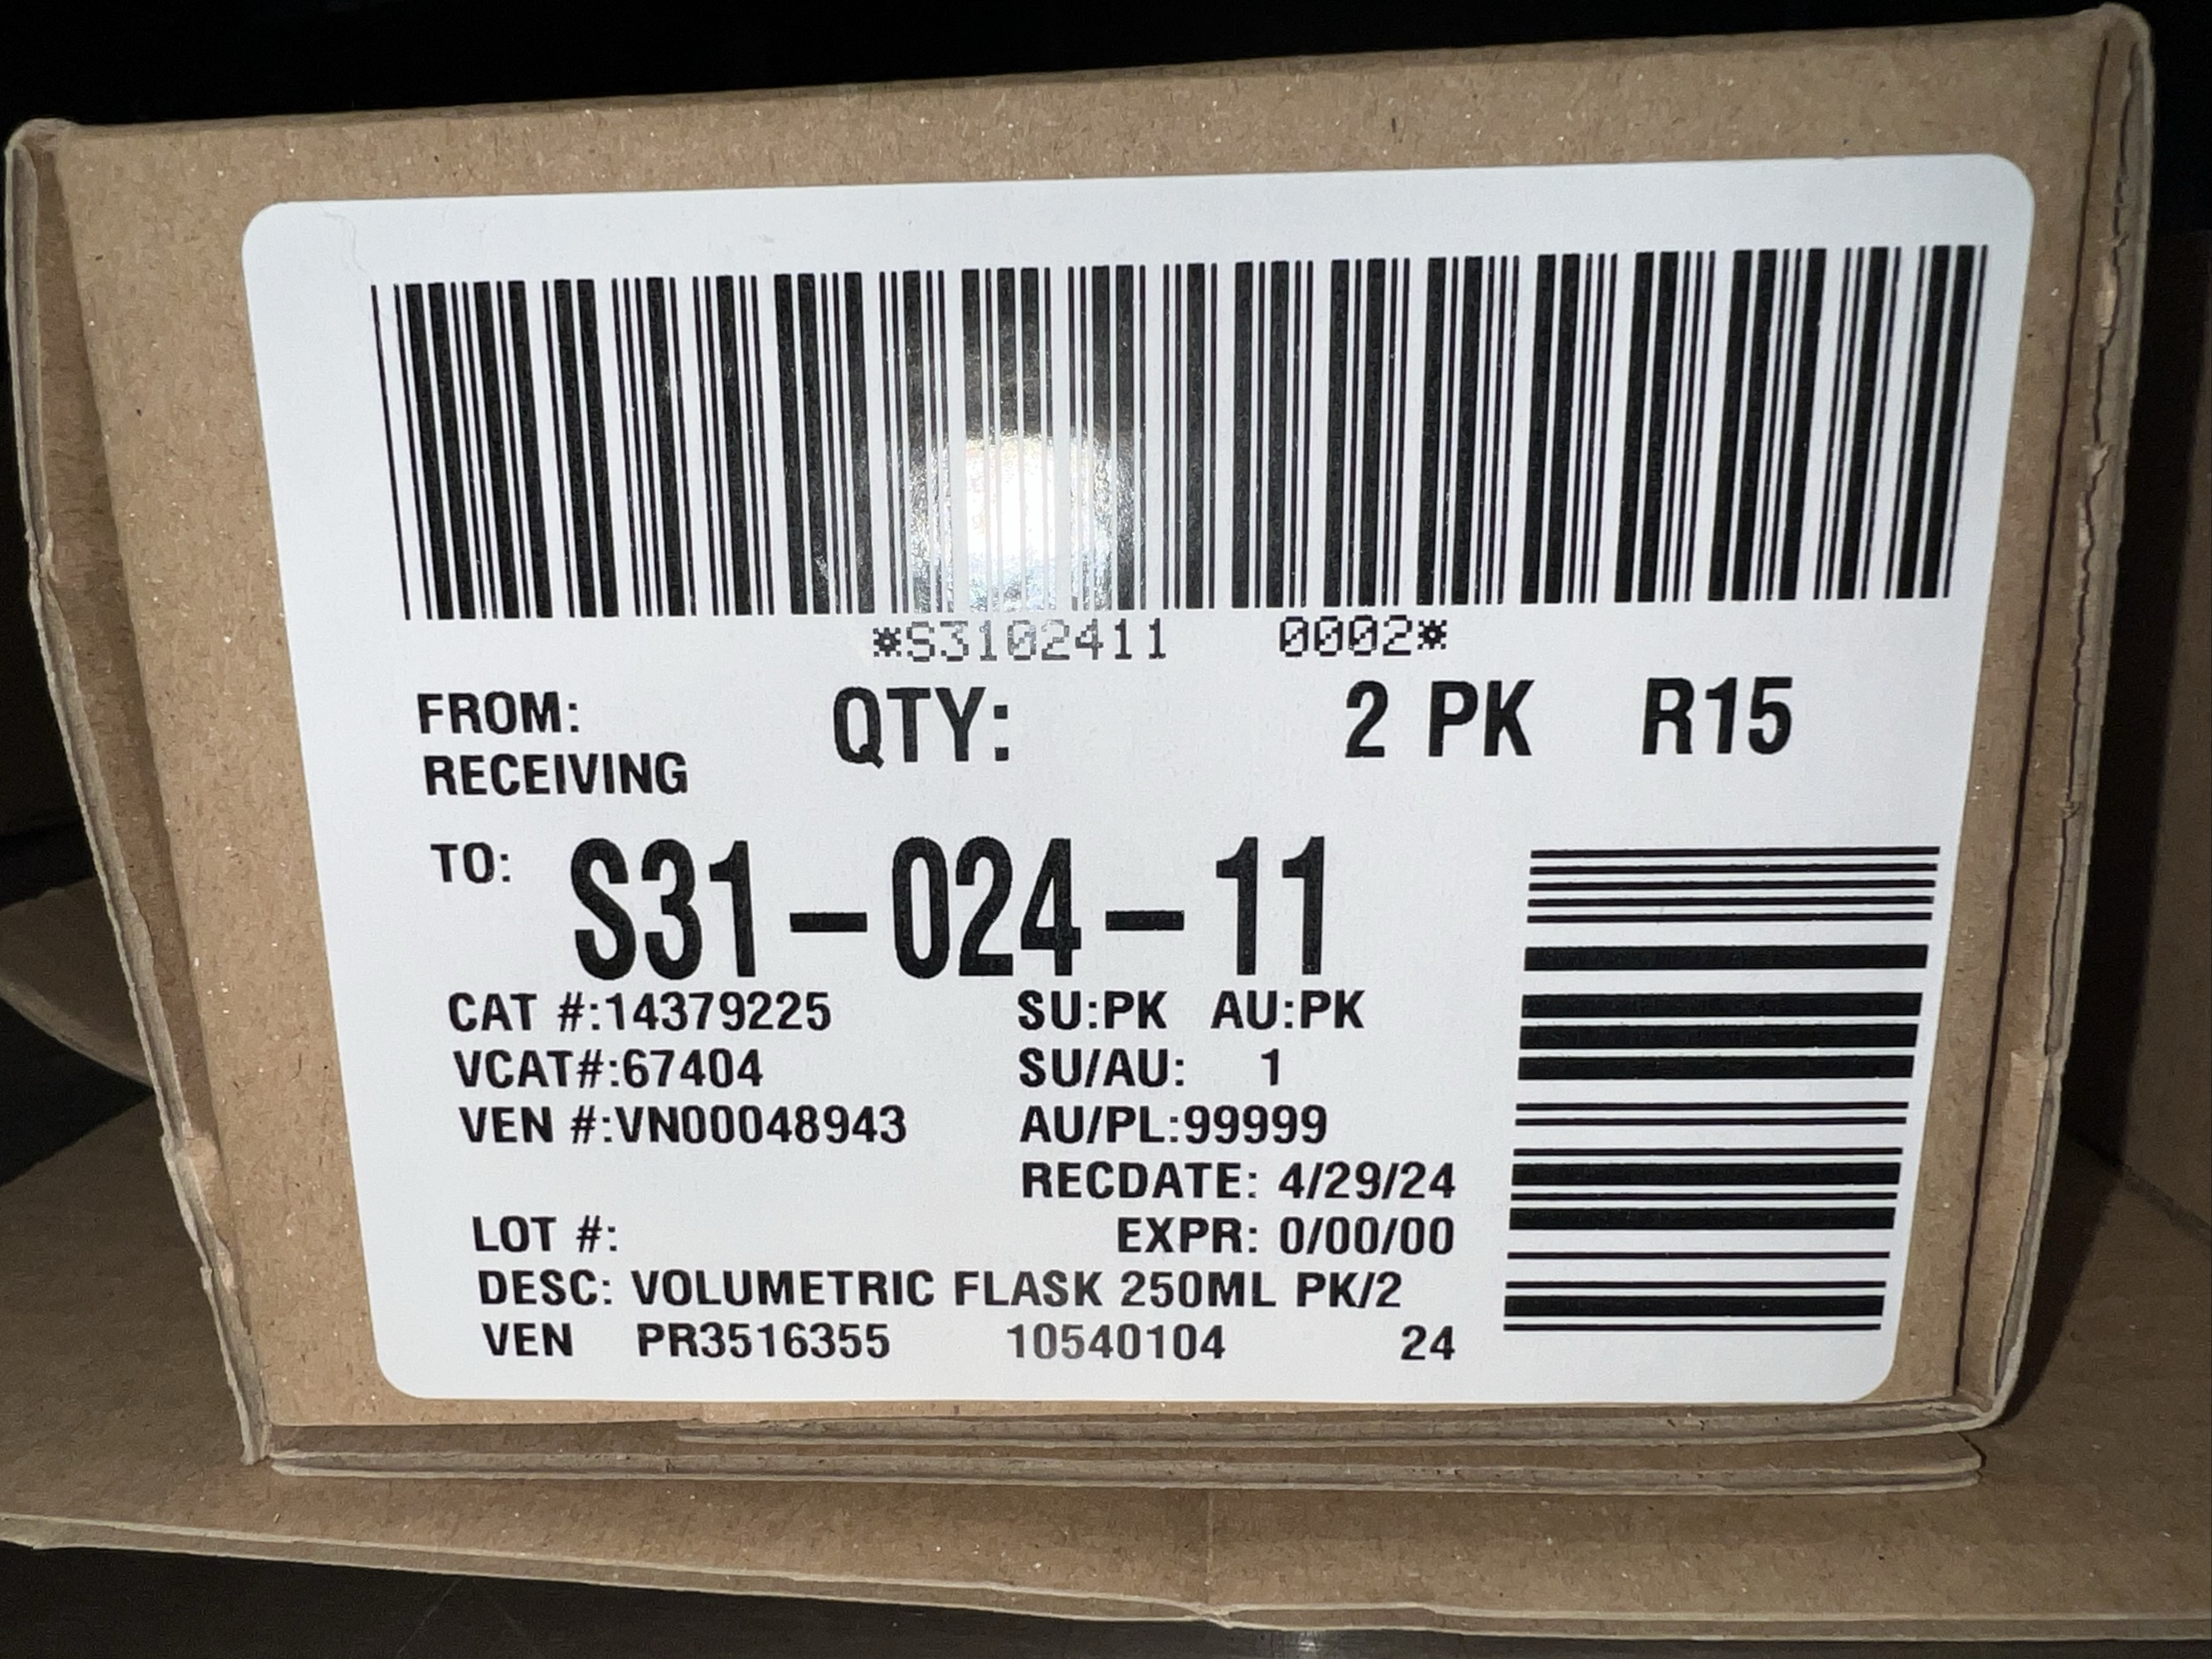 *S3102411 0002*
FROM: QTY: 2 PK R15
RECEIVING
TO: S31-024-11
CAT #:14379225 SU:PK AU:PK
VCAT#:67404 SU/AU: 1
VEN #:VN00048943 AU/PL:99999
RECDATE: 4/29/24
LOT #: EXPR: 0/00/00
DESC: VOLUMETRIC FLASK 250ML PK/2
VEN PR3516355 10540104 24